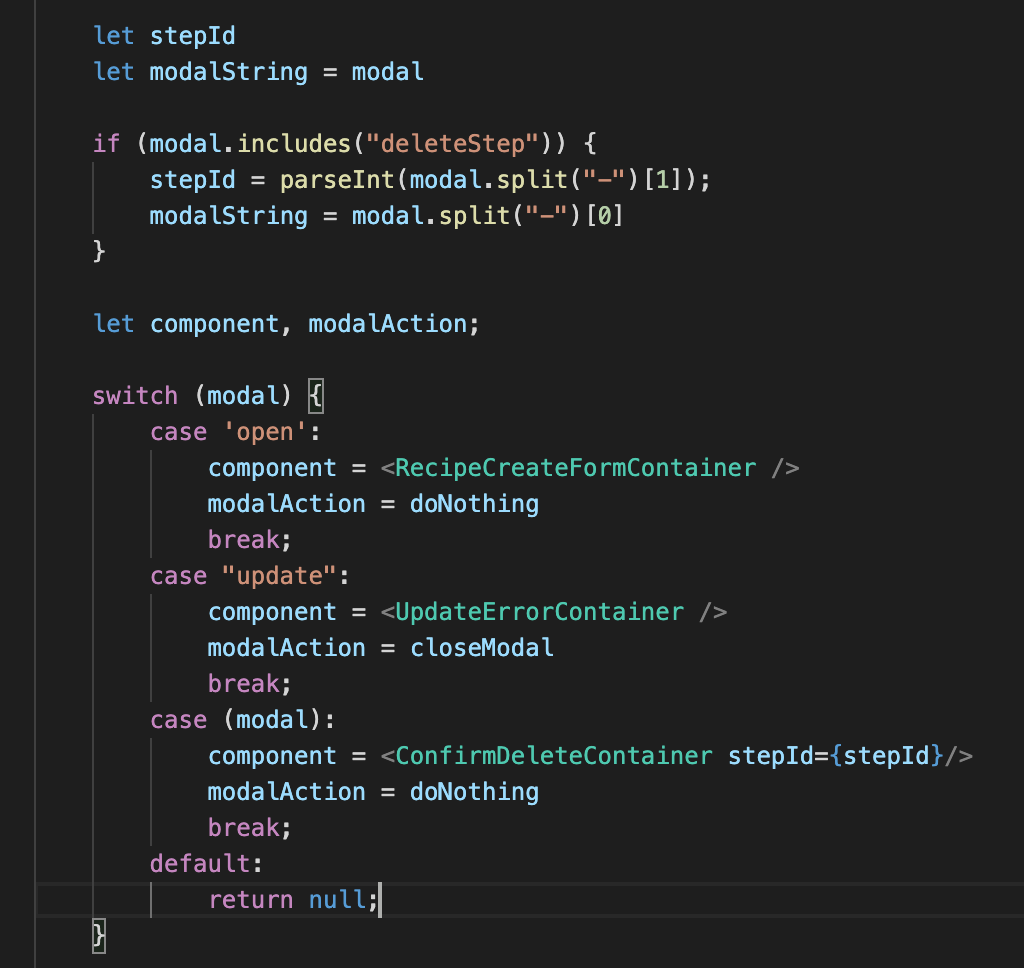 let stepId
let modalString = modal
if (modal.includes("deleteStep")) {
stepId = parseInt(modal.split("-")[1]);
modalString = modal.split("-")[0]
}
let component, modalAction;
switch (modal) {
case 'open':
component = <RecipeCreateFormContainer />
modalAction = doNothing
break;
case "update":
component = <UpdateErrorContainer />
modalAction = closeModal
break;
case (modal):
component = <ConfirmDeleteContainer stepId={stepId}/>
modalAction = doNothing
break;
default:
return null;
}